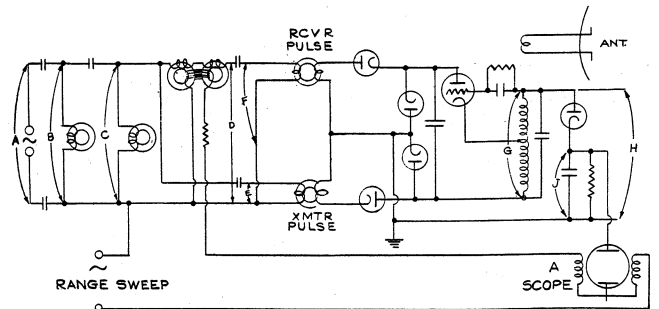 RCVR
PULSE
ANT.
A
B
C
D
F
E
G
H
J
XMTR
PULSE
RANGE SWEEP
A
SCOPE